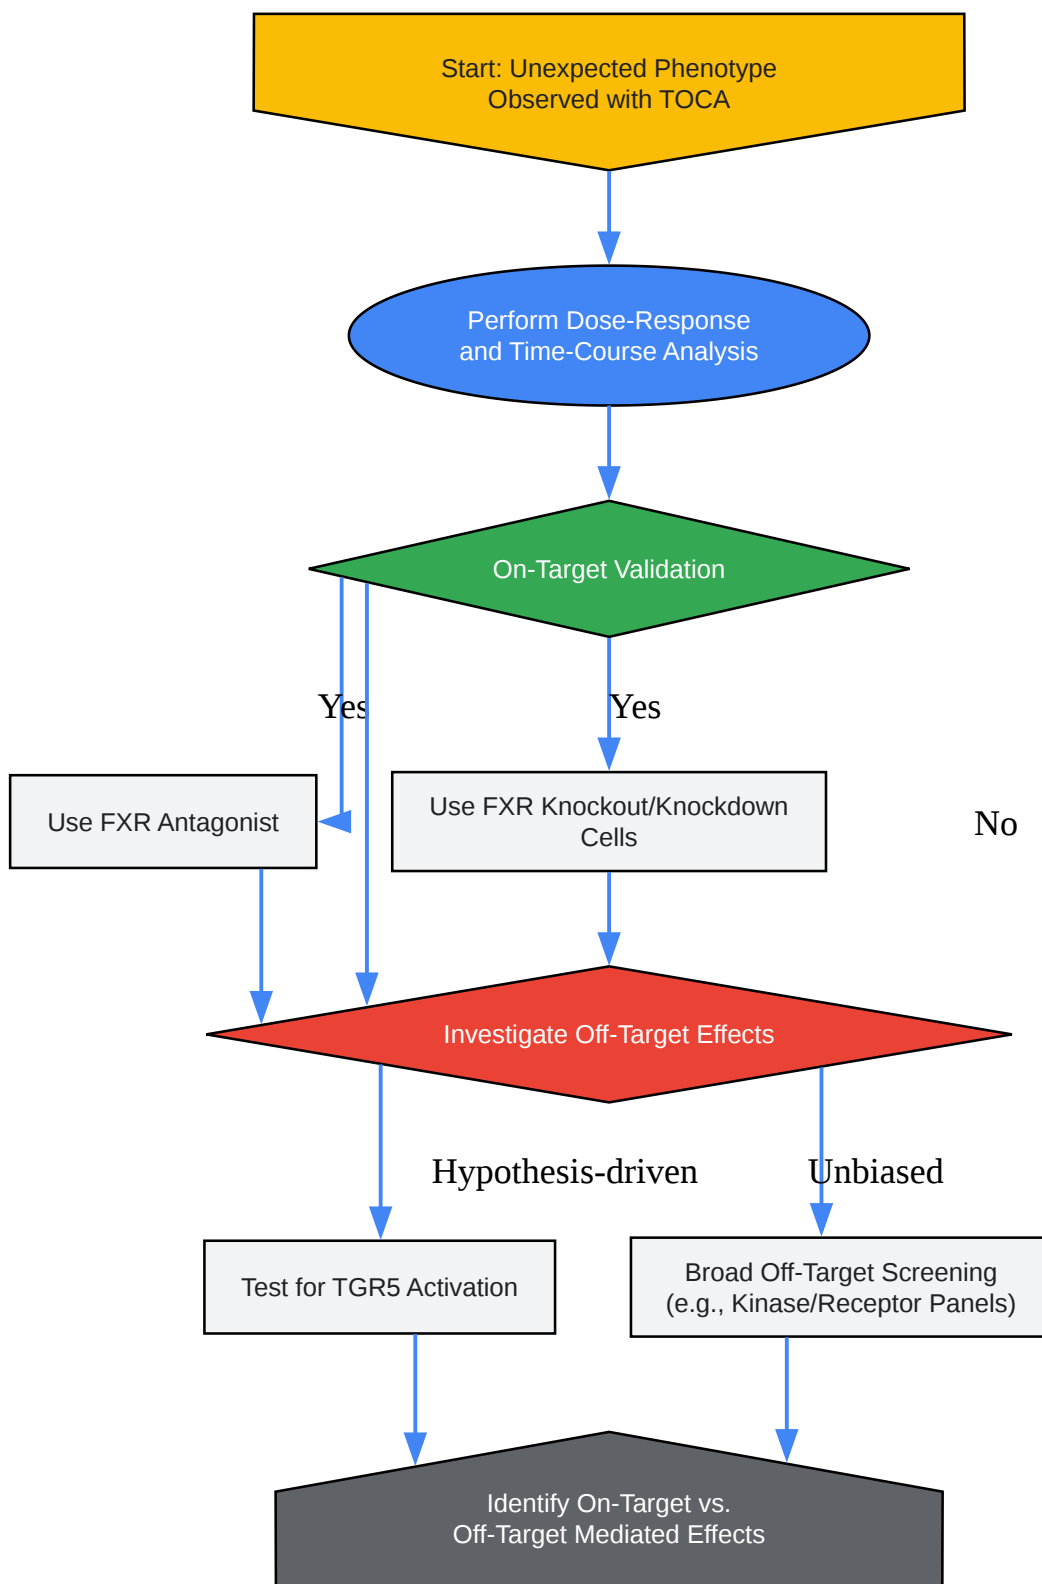 Start: Unexpected Phenotype
Observed with TOCA
Perform Dose-Response
and Time-Course Analysis
On-Target Validation
Yes
Yes
Use FXR Antagonist
Use FXR Knockout/Knockdown
Cells
No
Investigate Off-Target Effects
Hypothesis-driven
Unbiased
Test for TGR5 Activation
Broad Off-Target Screening
(e.g., Kinase/Receptor Panels)
Identify On-Target vs.
Off-Target Mediated Effects